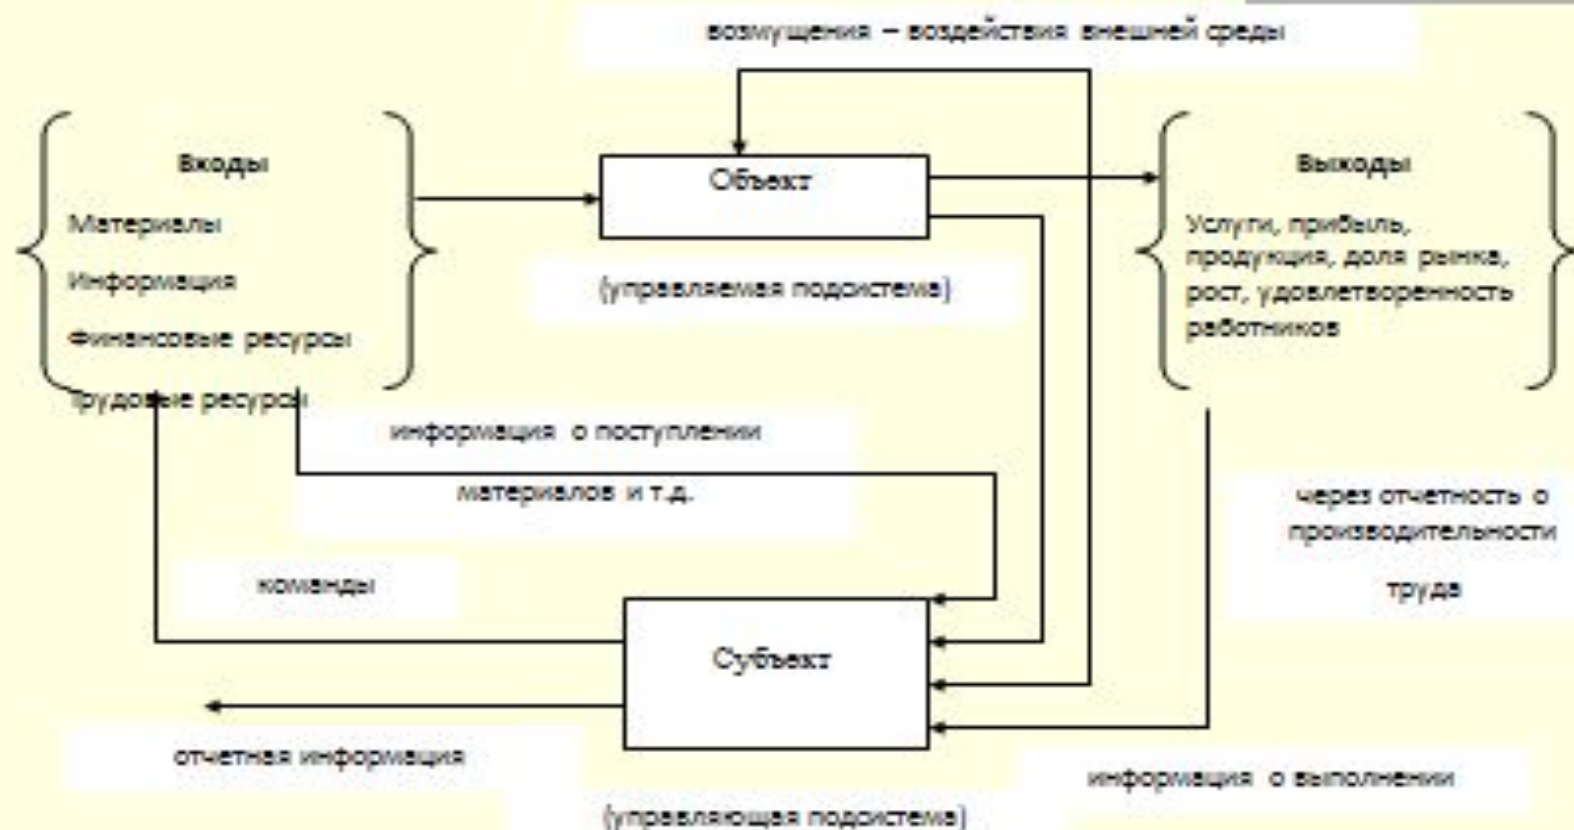 возмущения – воздействия внешней среды
Входы
Материалы
Информация
Финансовые ресурсы
Трудовые ресурсы
Объект
(управляемая подсистема)
Выходы
Услуги, прибыль,
продукция, доля рынка,
рост, удовлетворенность
работников
информация о поступлении
материалов и т.д.
через отчетность о
производительности
труда
команды
Субъект
отчетная информация
информация о выполнении
(управляющая подсистема)